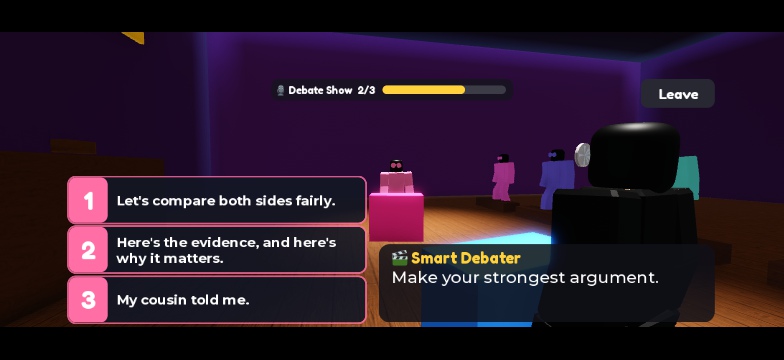 Debate Show 2/3
Leave
1 Let's compare both sides fairly.
2 Here's the evidence, and here's
why it matters.
3 My cousin told me.
Smart Debater
Make your strongest argument.